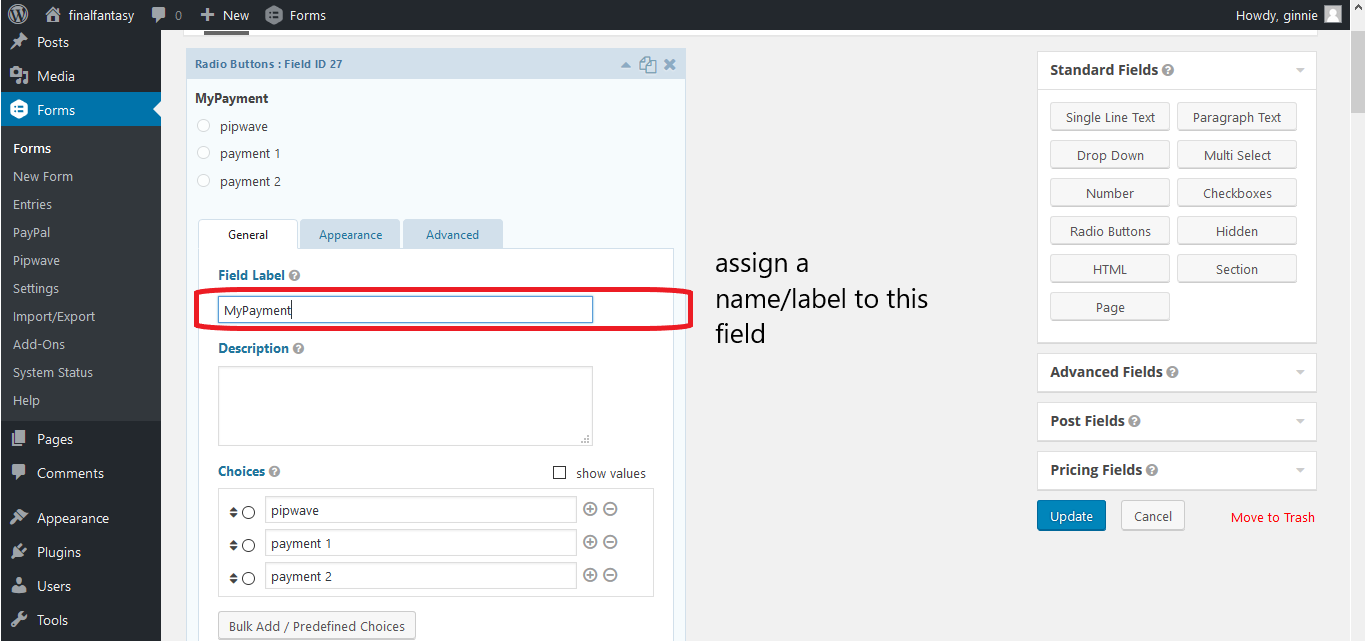 finalfantasy 0 New Forms Howdy, ginnie
Posts
Media
Forms
Forms
New Form
Entries
PayPal
Pipwave
Settings
Import/Export
Add-Ons
System Status
Help
Pages
Comments
Appearance
Plugins
Users
Tools
Radio Buttons : Field ID 27
MyPayment
pipwave
payment 1
payment 2
General Appearance Advanced
Field Label
MyPayment
Description
Choices show values
pipwave
payment 1
payment 2
Bulk Add / Predefined Choices
assign a
name/label to this
field
Standard Fields
Single Line Text Paragraph Text
Drop Down Multi Select
Number Checkboxes
Radio Buttons Hidden
HTML Section
Page
Advanced Fields
Post Fields
Pricing Fields
Update Cancel Move to Trash